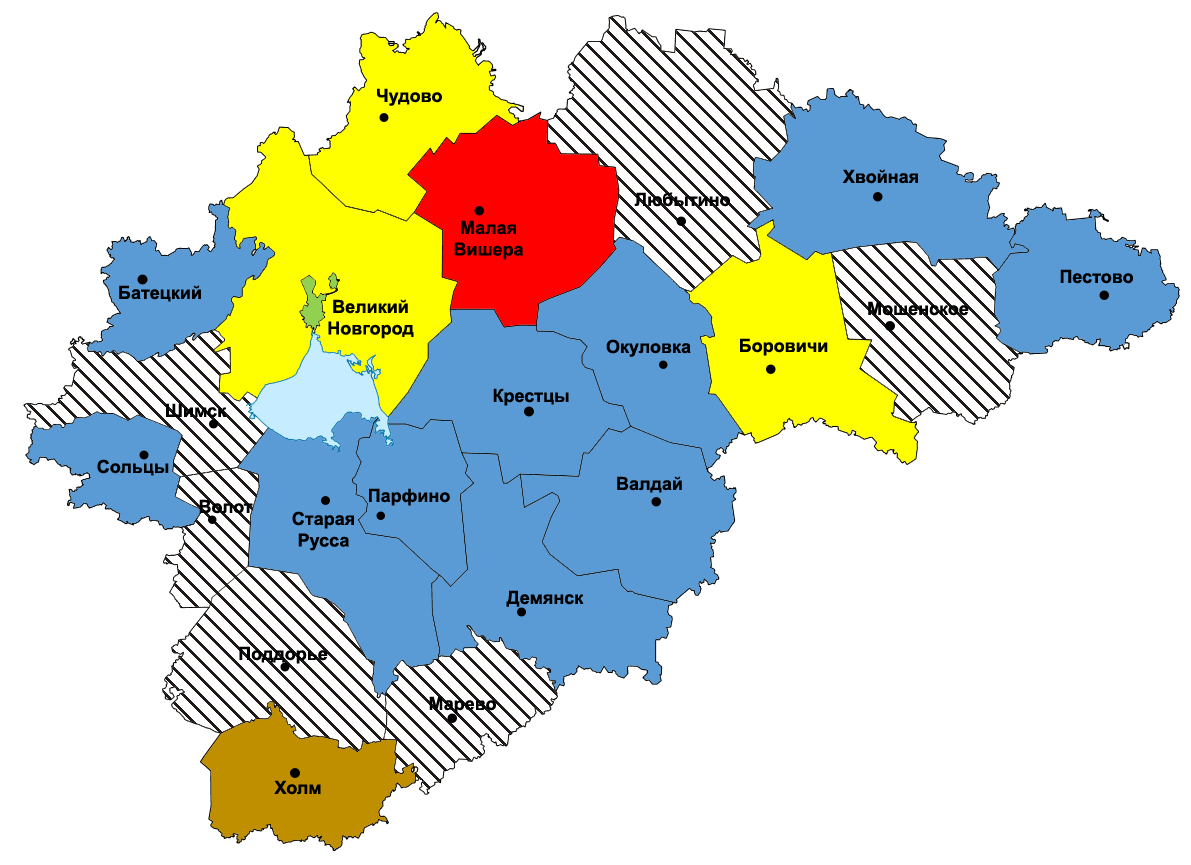 Чудово
Хвойная
Любытино
Малая
Вишера
Пестово
Батецкий
Великий
Новгород
Мошенское
Окуловка
Боровичи
Крестцы
Шимск
Сольцы
Валдай
Парфино
Волот
Старая
Русса
Демянск
Поддорье
Марево
Холм